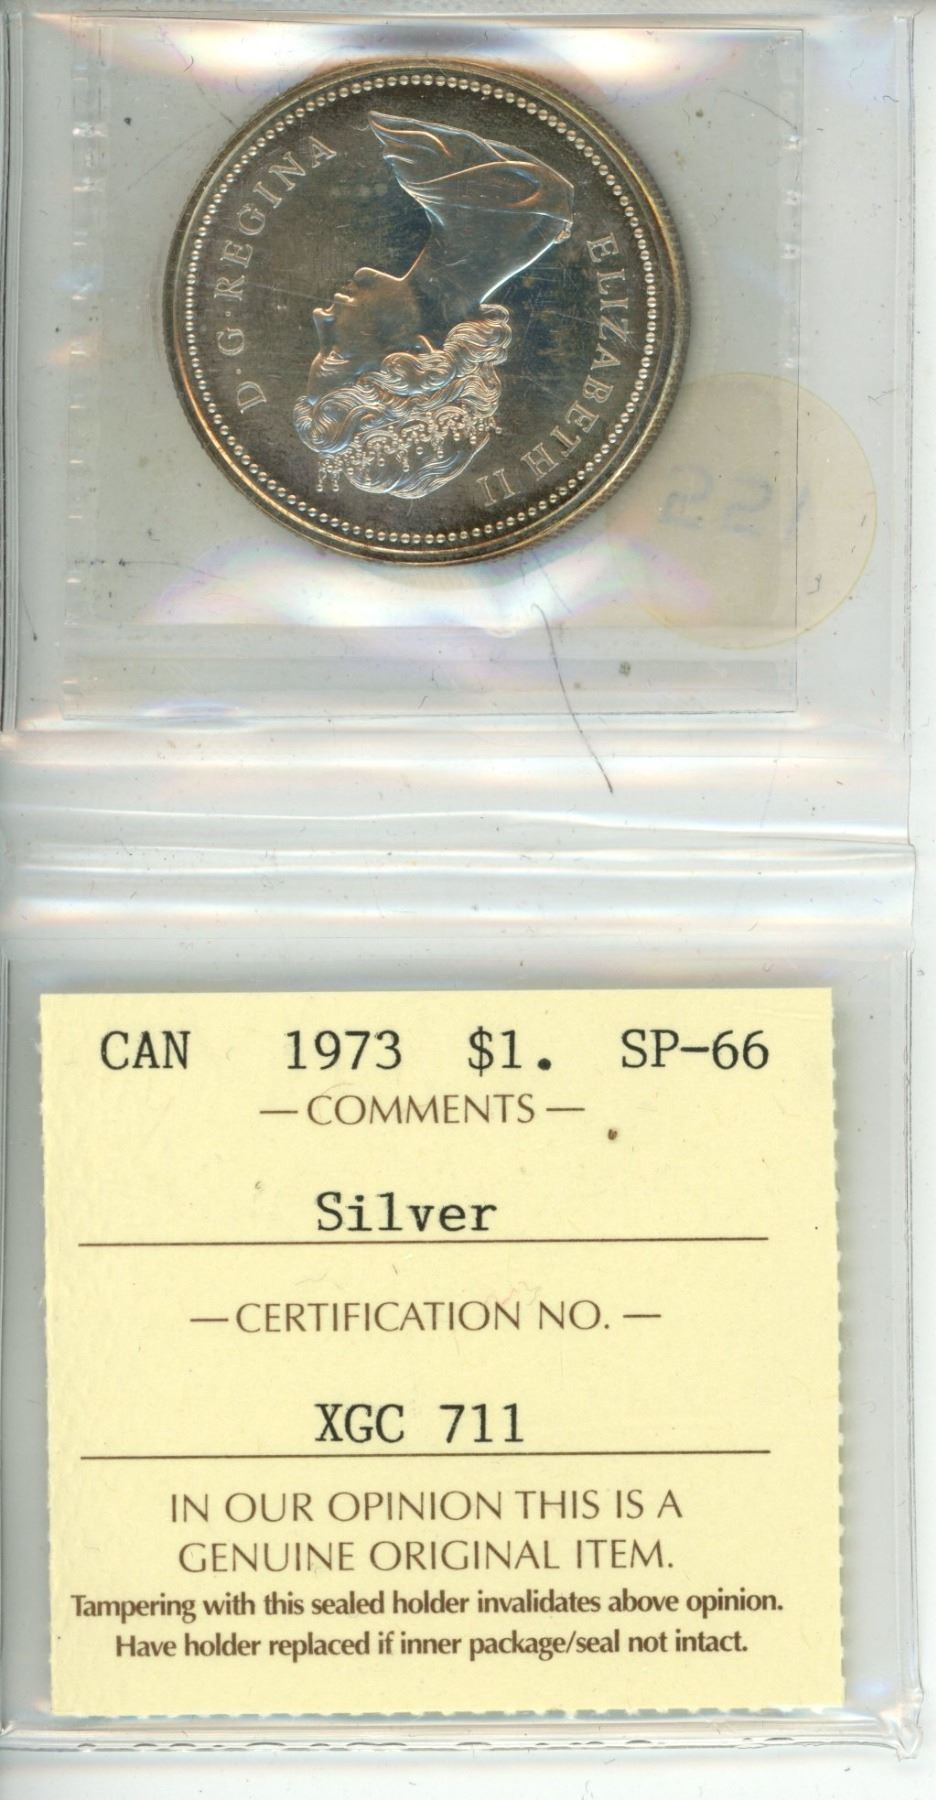 ELIZABETH II
D·G·REGINA
CAN 1973 $1. SP-66
—COMMENTS—
Silver
—CERTIFICATION NO.—
XGC 711
IN OUR OPINION THIS IS A
GENUINE ORIGINAL ITEM.
Tampering with this sealed holder invalidates above opinion.
Have holder replaced if inner package/seal not intact.